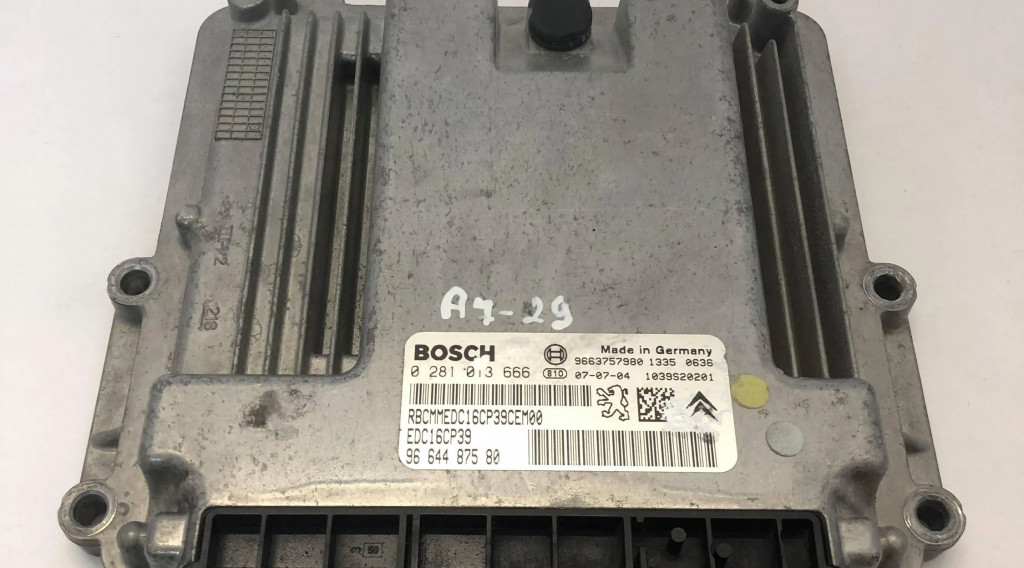 A7-29
BOSCH Made in Germany
9663757980 1335 0636
0 281 013 666 810 07-07-04 1039S20201
RBCMMEDC16CP39CEM00
EDC16CP39
96 644 875 80